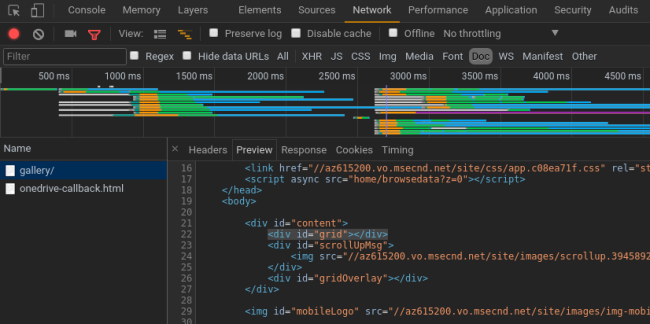 Console Memory Layers Elements Sources Network Performance Application Security Audits
View: Preserve log Disable cache Offline No throttling
Filter Regex Hide data URLs All XHR JS CSS Img Media Font Doc WS Manifest Other
500 ms 1000 ms 1500 ms 2000 ms 2500 ms 3000 ms 3500 ms 4000 ms 4500 ms
Name Headers Preview Response Cookies Timing
gallery/
onedrive-callback.html
16 <link href="//az615200.vo.msecnd.net/site/css/app.c08ea71f.css" rel="st
17 <script async src="home/browsedata?z=0"></script>
18 </head>
19 <body>
20
21 <div id="content">
22 <div id="grid"></div>
23 <div id="scrollUpMsg">
24 <img src="//az615200.vo.msecnd.net/site/images/scrollup.3945892
25 </div>
26 <div id="gridOverlay"></div>
27 </div>
28
29 <img id="mobileLogo" src="//az615200.vo.msecnd.net/site/images/img-mobi
30